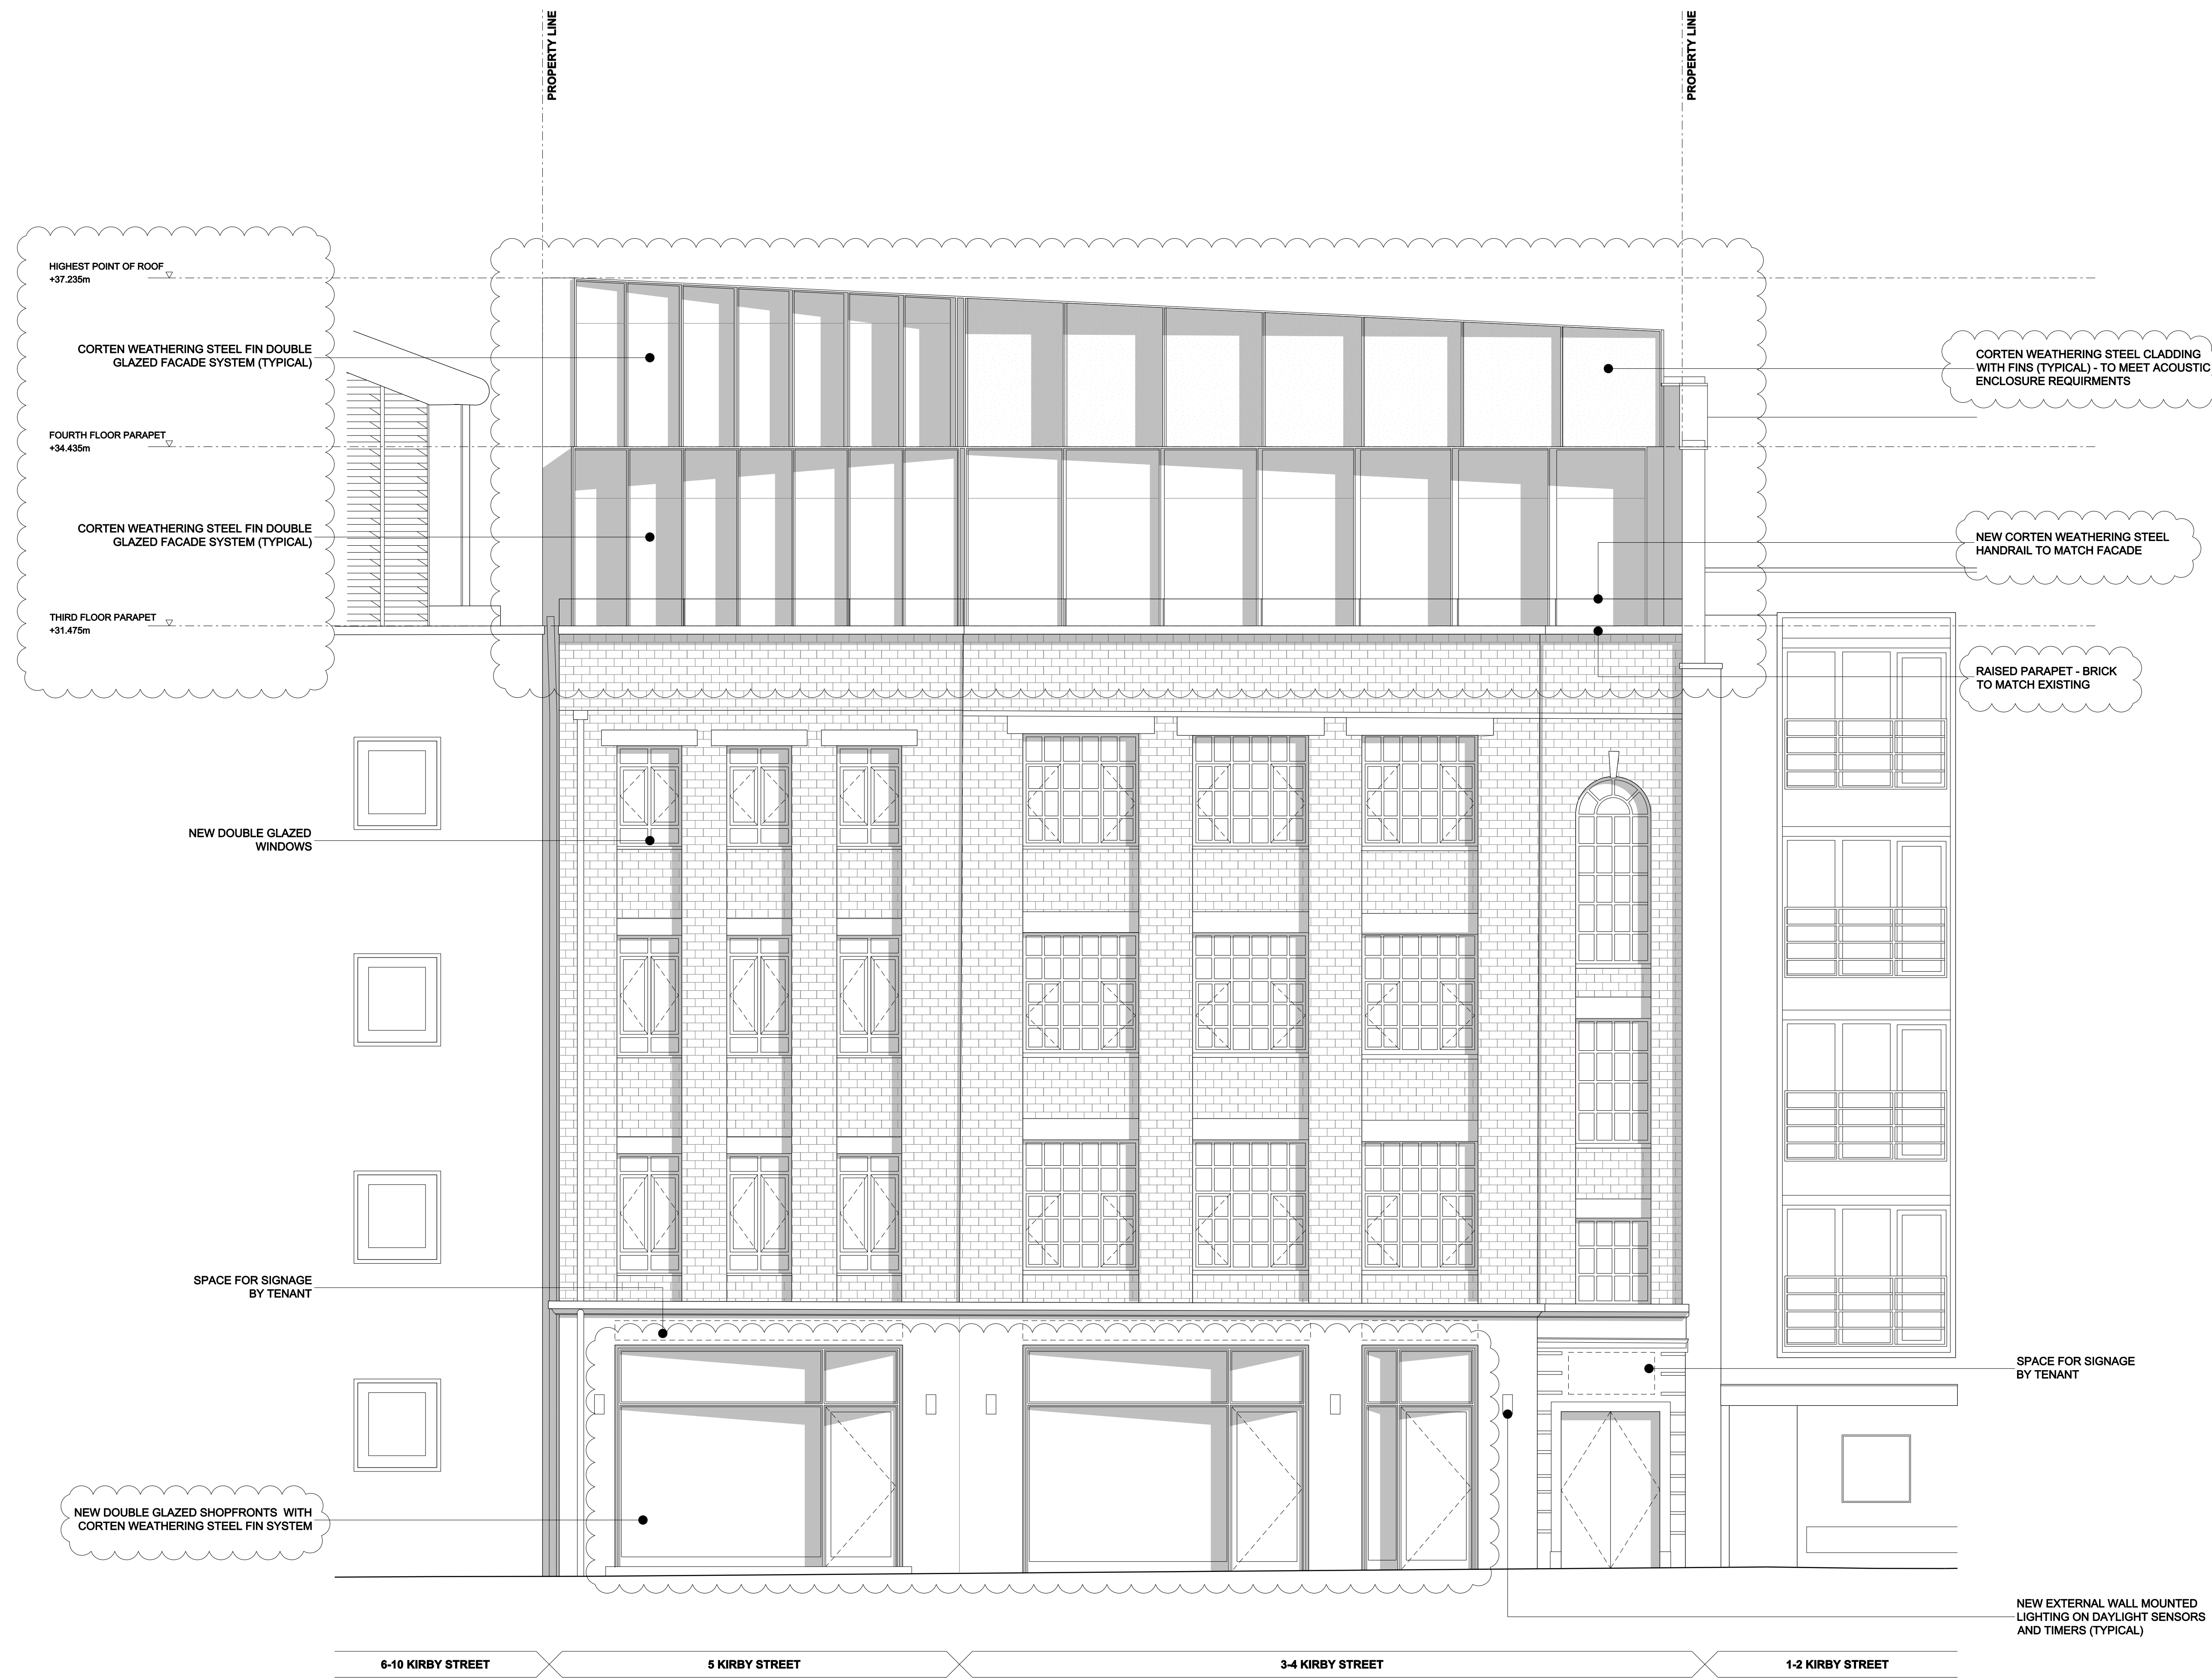 PROPERTY LINE
PROPERTY LINE
HIGHEST POINT OF ROOF
+37.235m
CORTEN WEATHERING STEEL FIN DOUBLE
GLAZED FACADE SYSTEM (TYPICAL)
CORTEN WEATHERING STEEL CLADDING
WITH FINS (TYPICAL) - TO MEET ACOUSTIC
ENCLOSURE REQUIRMENTS
FOURTH FLOOR PARAPET
+34.435m
CORTEN WEATHERING STEEL FIN DOUBLE
GLAZED FACADE SYSTEM (TYPICAL)
NEW CORTEN WEATHERING STEEL
HANDRAIL TO MATCH FACADE
THIRD FLOOR PARAPET
+31.475m
RAISED PARAPET - BRICK
TO MATCH EXISTING
NEW DOUBLE GLAZED
WINDOWS
SPACE FOR SIGNAGE
BY TENANT
SPACE FOR SIGNAGE
BY TENANT
NEW DOUBLE GLAZED SHOPFRONTS WITH
CORTEN WEATHERING STEEL FIN SYSTEM
NEW EXTERNAL WALL MOUNTED
LIGHTING ON DAYLIGHT SENSORS
AND TIMERS (TYPICAL)
6-10 KIRBY STREET
5 KIRBY STREET
3-4 KIRBY STREET
1-2 KIRBY STREET